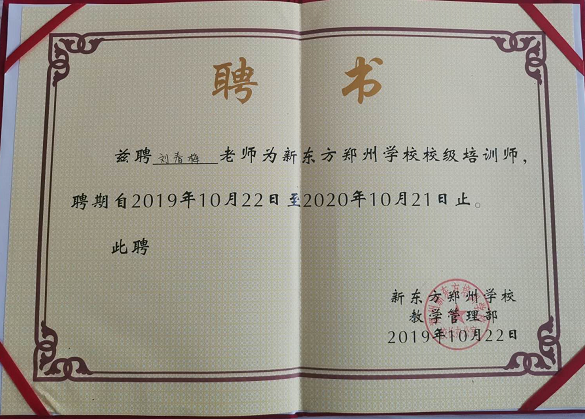 聘 书
兹聘 刘春梅 老师为新东方郑州学校校级培训师，
聘期自2019年10月22日至2020年10月21日止。
此聘
新东方郑州学校
教学管理部
2019年10月22日